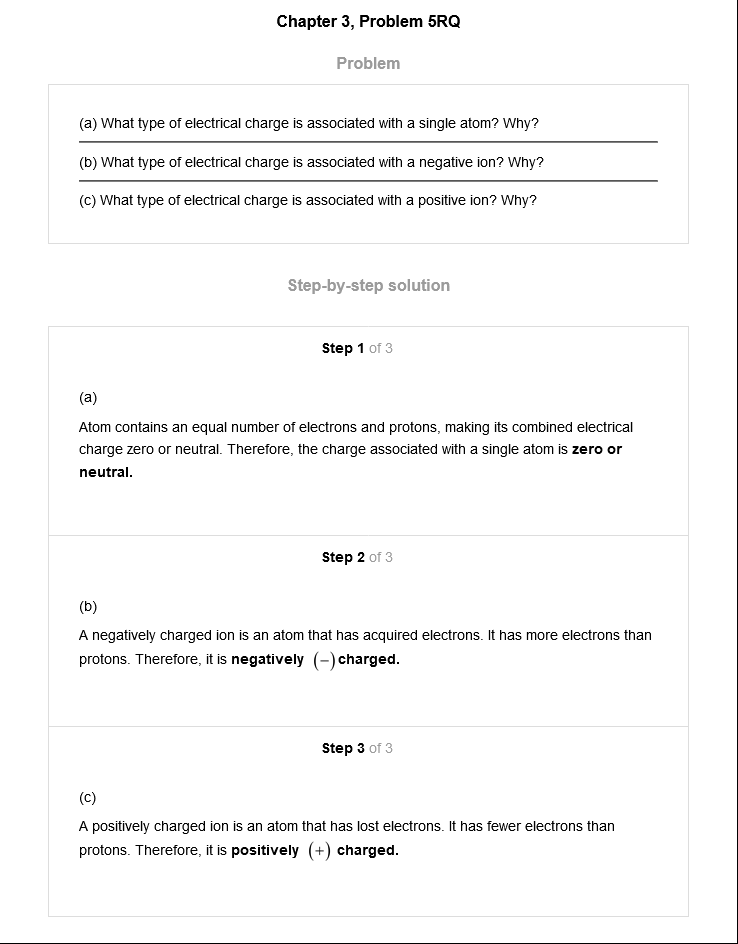 Chapter 3, Problem 5RQ
Problem
(a) What type of electrical charge is associated with a single atom? Why?
(b) What type of electrical charge is associated with a negative ion? Why?
(c) What type of electrical charge is associated with a positive ion? Why?
Step-by-step solution
Step 1 of 3
(a)
Atom contains an equal number of electrons and protons, making its combined electrical
charge zero or neutral. Therefore, the charge associated with a single atom is zero or
neutral.
Step 2 of 3
(b)
A negatively charged ion is an atom that has acquired electrons. It has more electrons than
protons. Therefore, it is negatively (−) charged.
Step 3 of 3
(c)
A positively charged ion is an atom that has lost electrons. It has fewer electrons than
protons. Therefore, it is positively (+) charged.